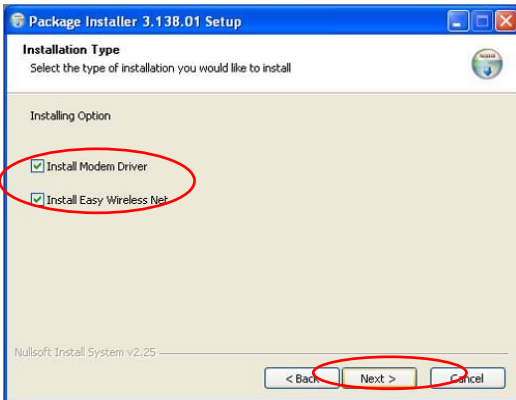 Package Installer 3.138.01 Setup
Installation Type
Select the type of installation you would like to install
Installing Option
Install Modem Driver
Install Easy Wireless Net
Nullsoft Install System v2.25
< Back
Next >
Cancel